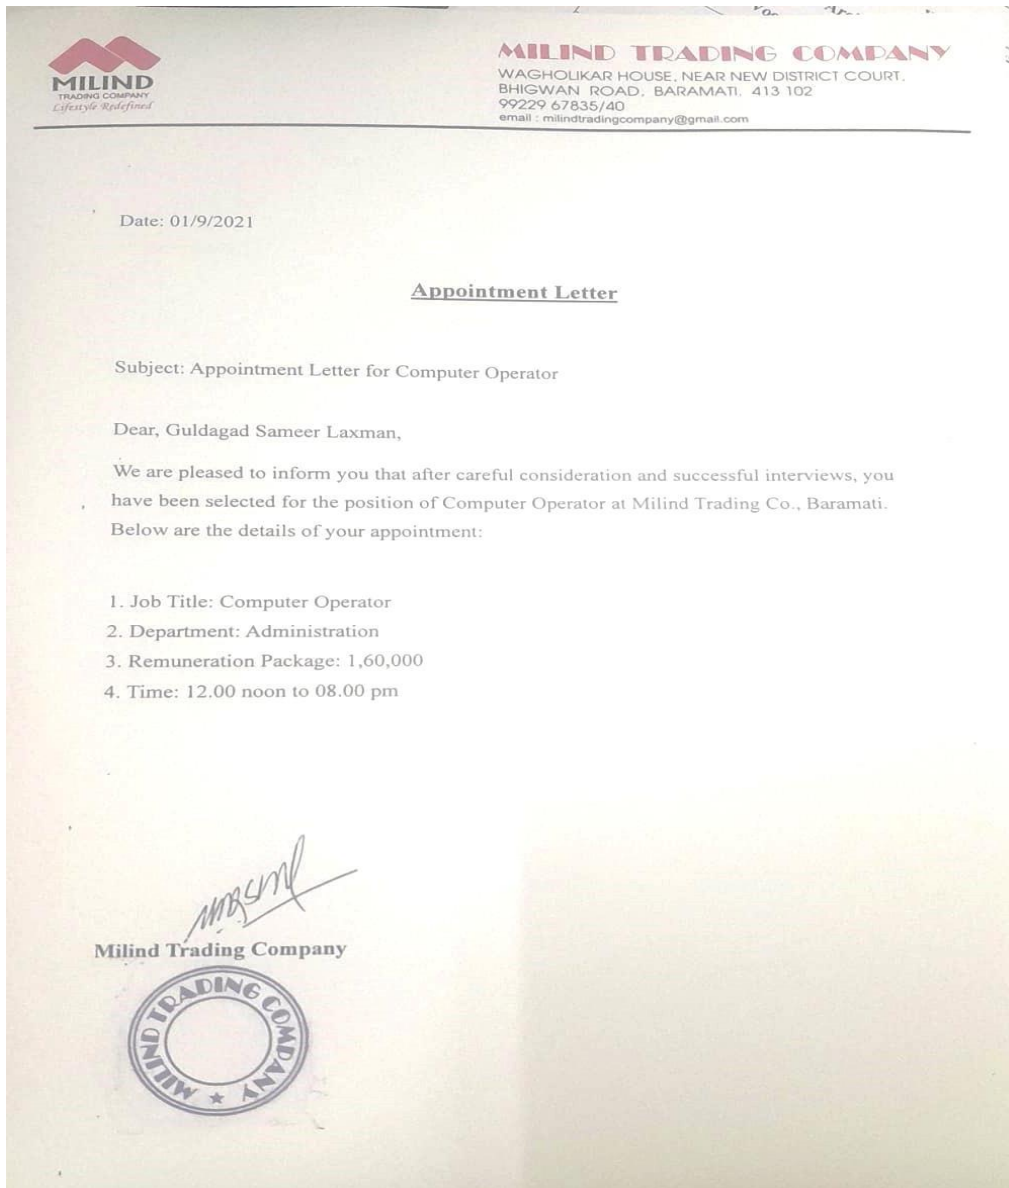 MILIND
TRADING COMPANY
Lifestyle Redefined
MILIND TRADING COMPANY
WAGHOLIKAR HOUSE, NEAR NEW DISTRICT COURT,
BHIGWAN ROAD, BARAMATI. 413 102
99229 67835/40
email : milindtradingcompany@gmail.com
Date: 01/9/2021
Appointment Letter
Subject: Appointment Letter for Computer Operator
Dear, Guldagad Sameer Laxman,
We are pleased to inform you that after careful consideration and successful interviews, you
have been selected for the position of Computer Operator at Milind Trading Co., Baramati.
Below are the details of your appointment:
1. Job Title: Computer Operator
2. Department: Administration
3. Remuneration Package: 1,60,000
4. Time: 12.00 noon to 08.00 pm
Milind Trading Company
MILIND TRADING COMPANY